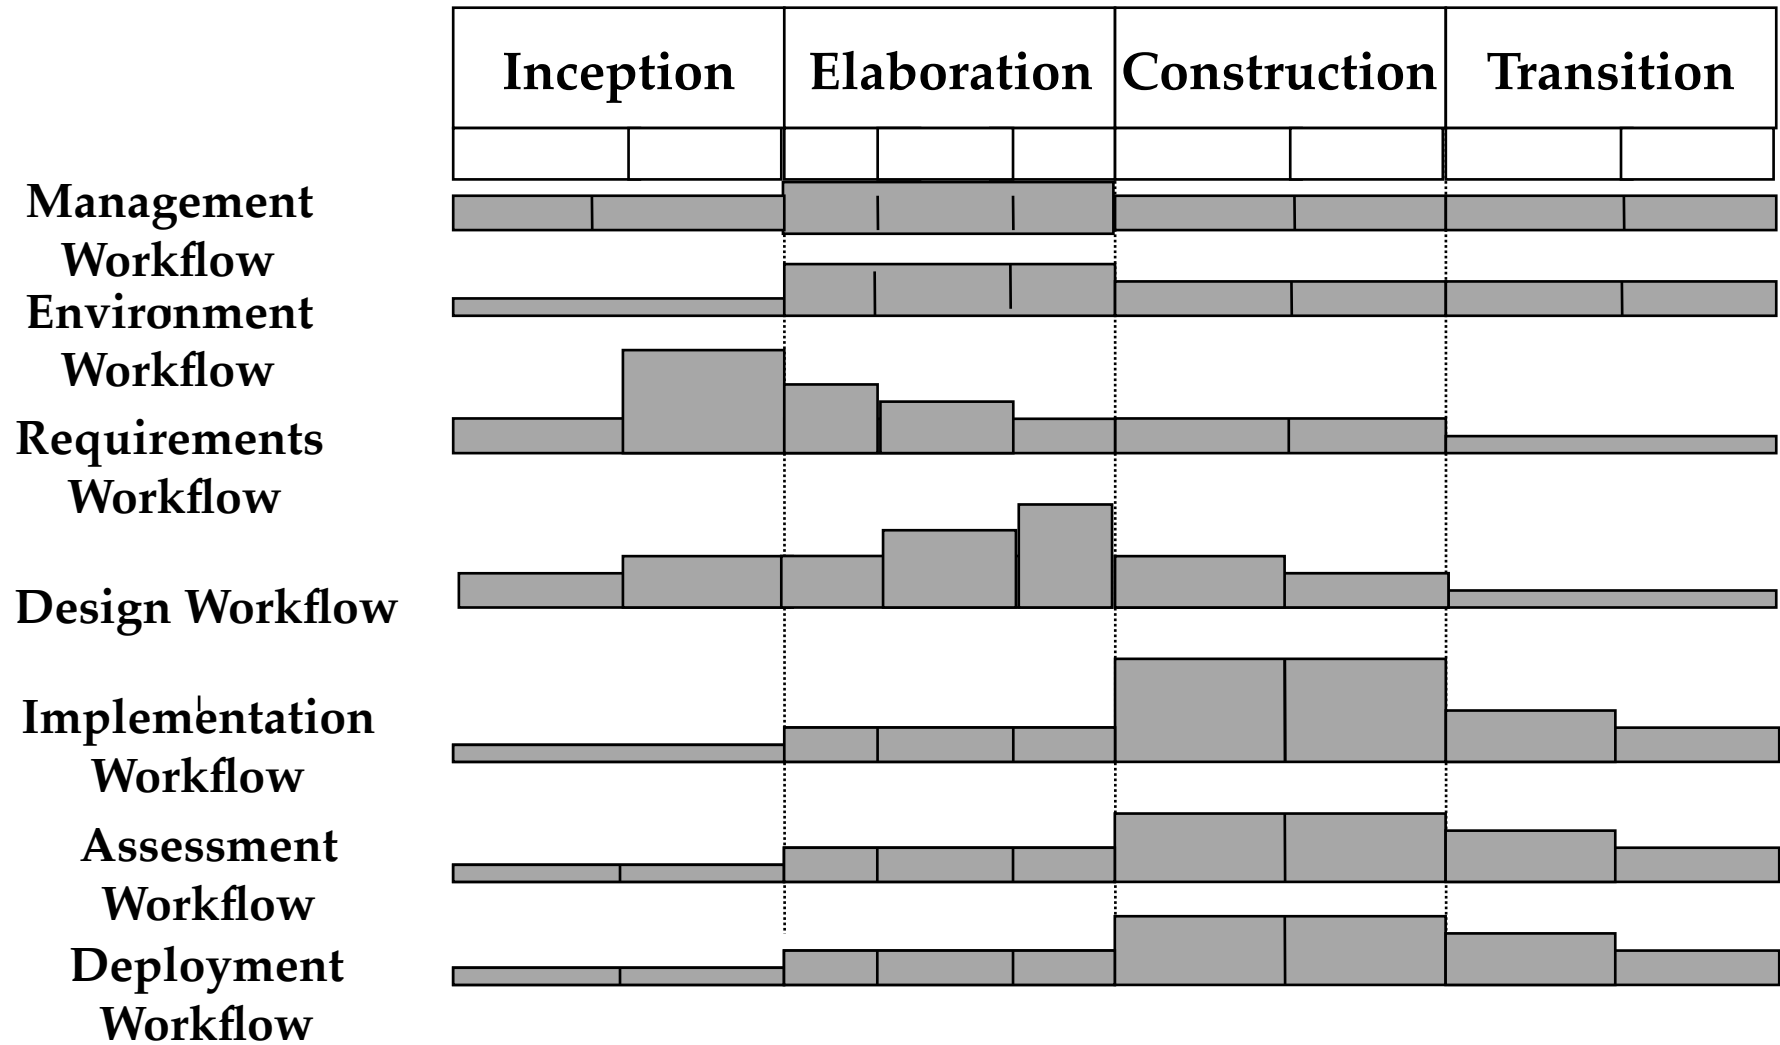 Inception Elaboration Construction Transition
Management
Workflow
Environment
Workflow
Requirements
Workflow
Design Workflow
Implementation
Workflow
Assessment
Workflow
Deployment
Workflow